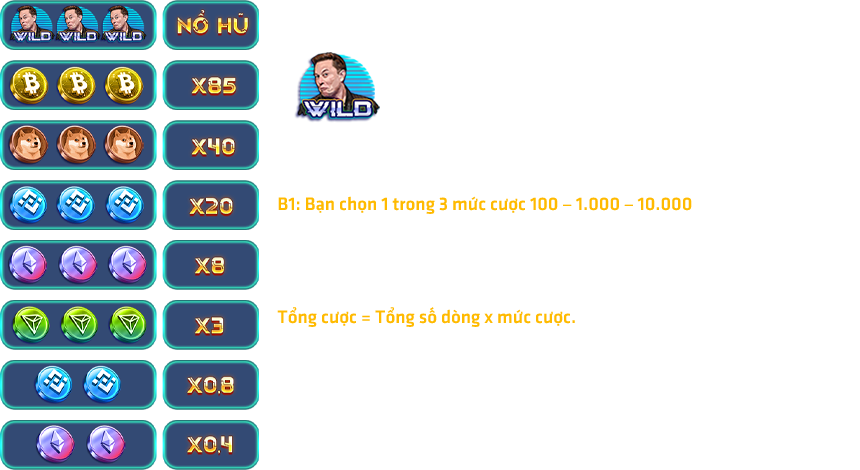 WILD WILD WILD NỔ HŨ
X85
WILD
X40
X20
B1: Bạn chọn 1 trong 3 mức cược 100 – 1.000 – 10.000
X8
X3
Tổng cược = Tổng số dòng x mức cược.
X0,8
X0,4